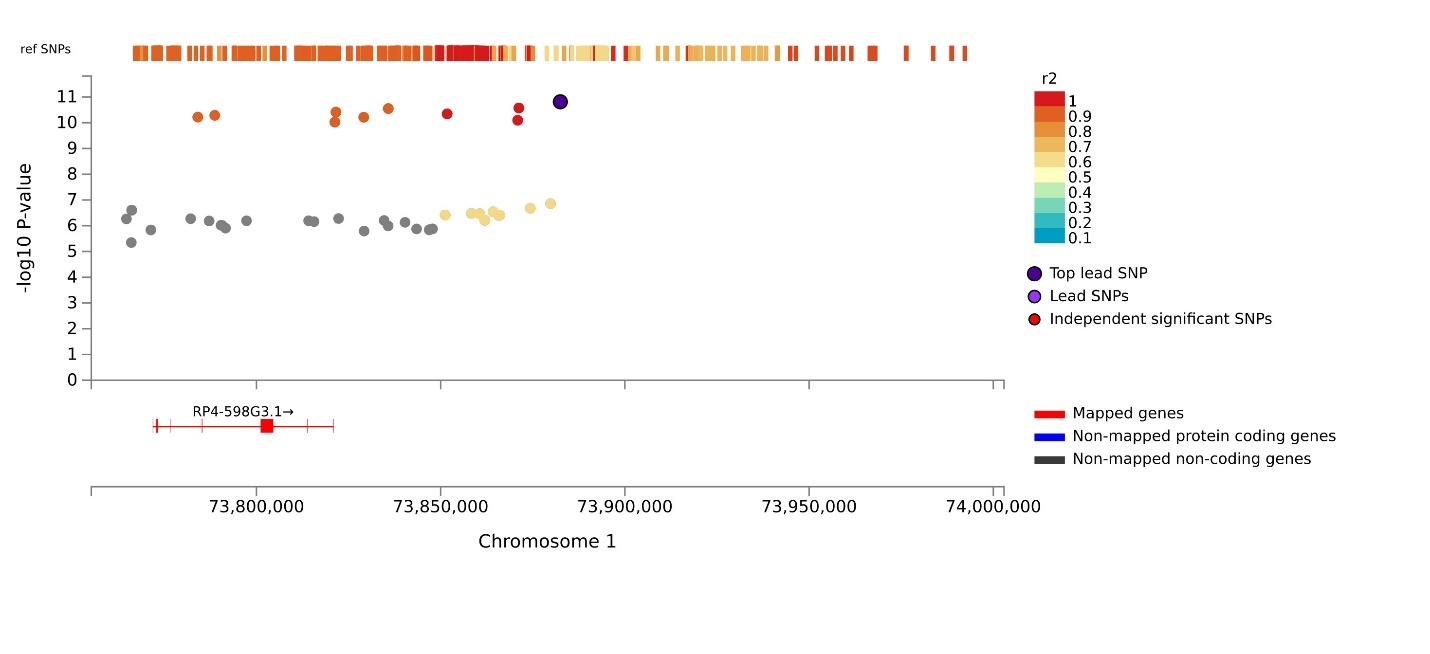 ref SNPs
r2
1
0.9
0.8
0.7
0.6
0.5
0.4
0.3
0.2
0.1
11
10
9
8
7
6
5
4
3
2
1
0
-log10 P-value
Top lead SNP
Lead SNPs
Independent significant SNPs
RP4-598G3.1→
Mapped genes
Non-mapped protein coding genes
Non-mapped non-coding genes
73,800,000 73,850,000 73,900,000 73,950,000 74,000,000
Chromosome 1